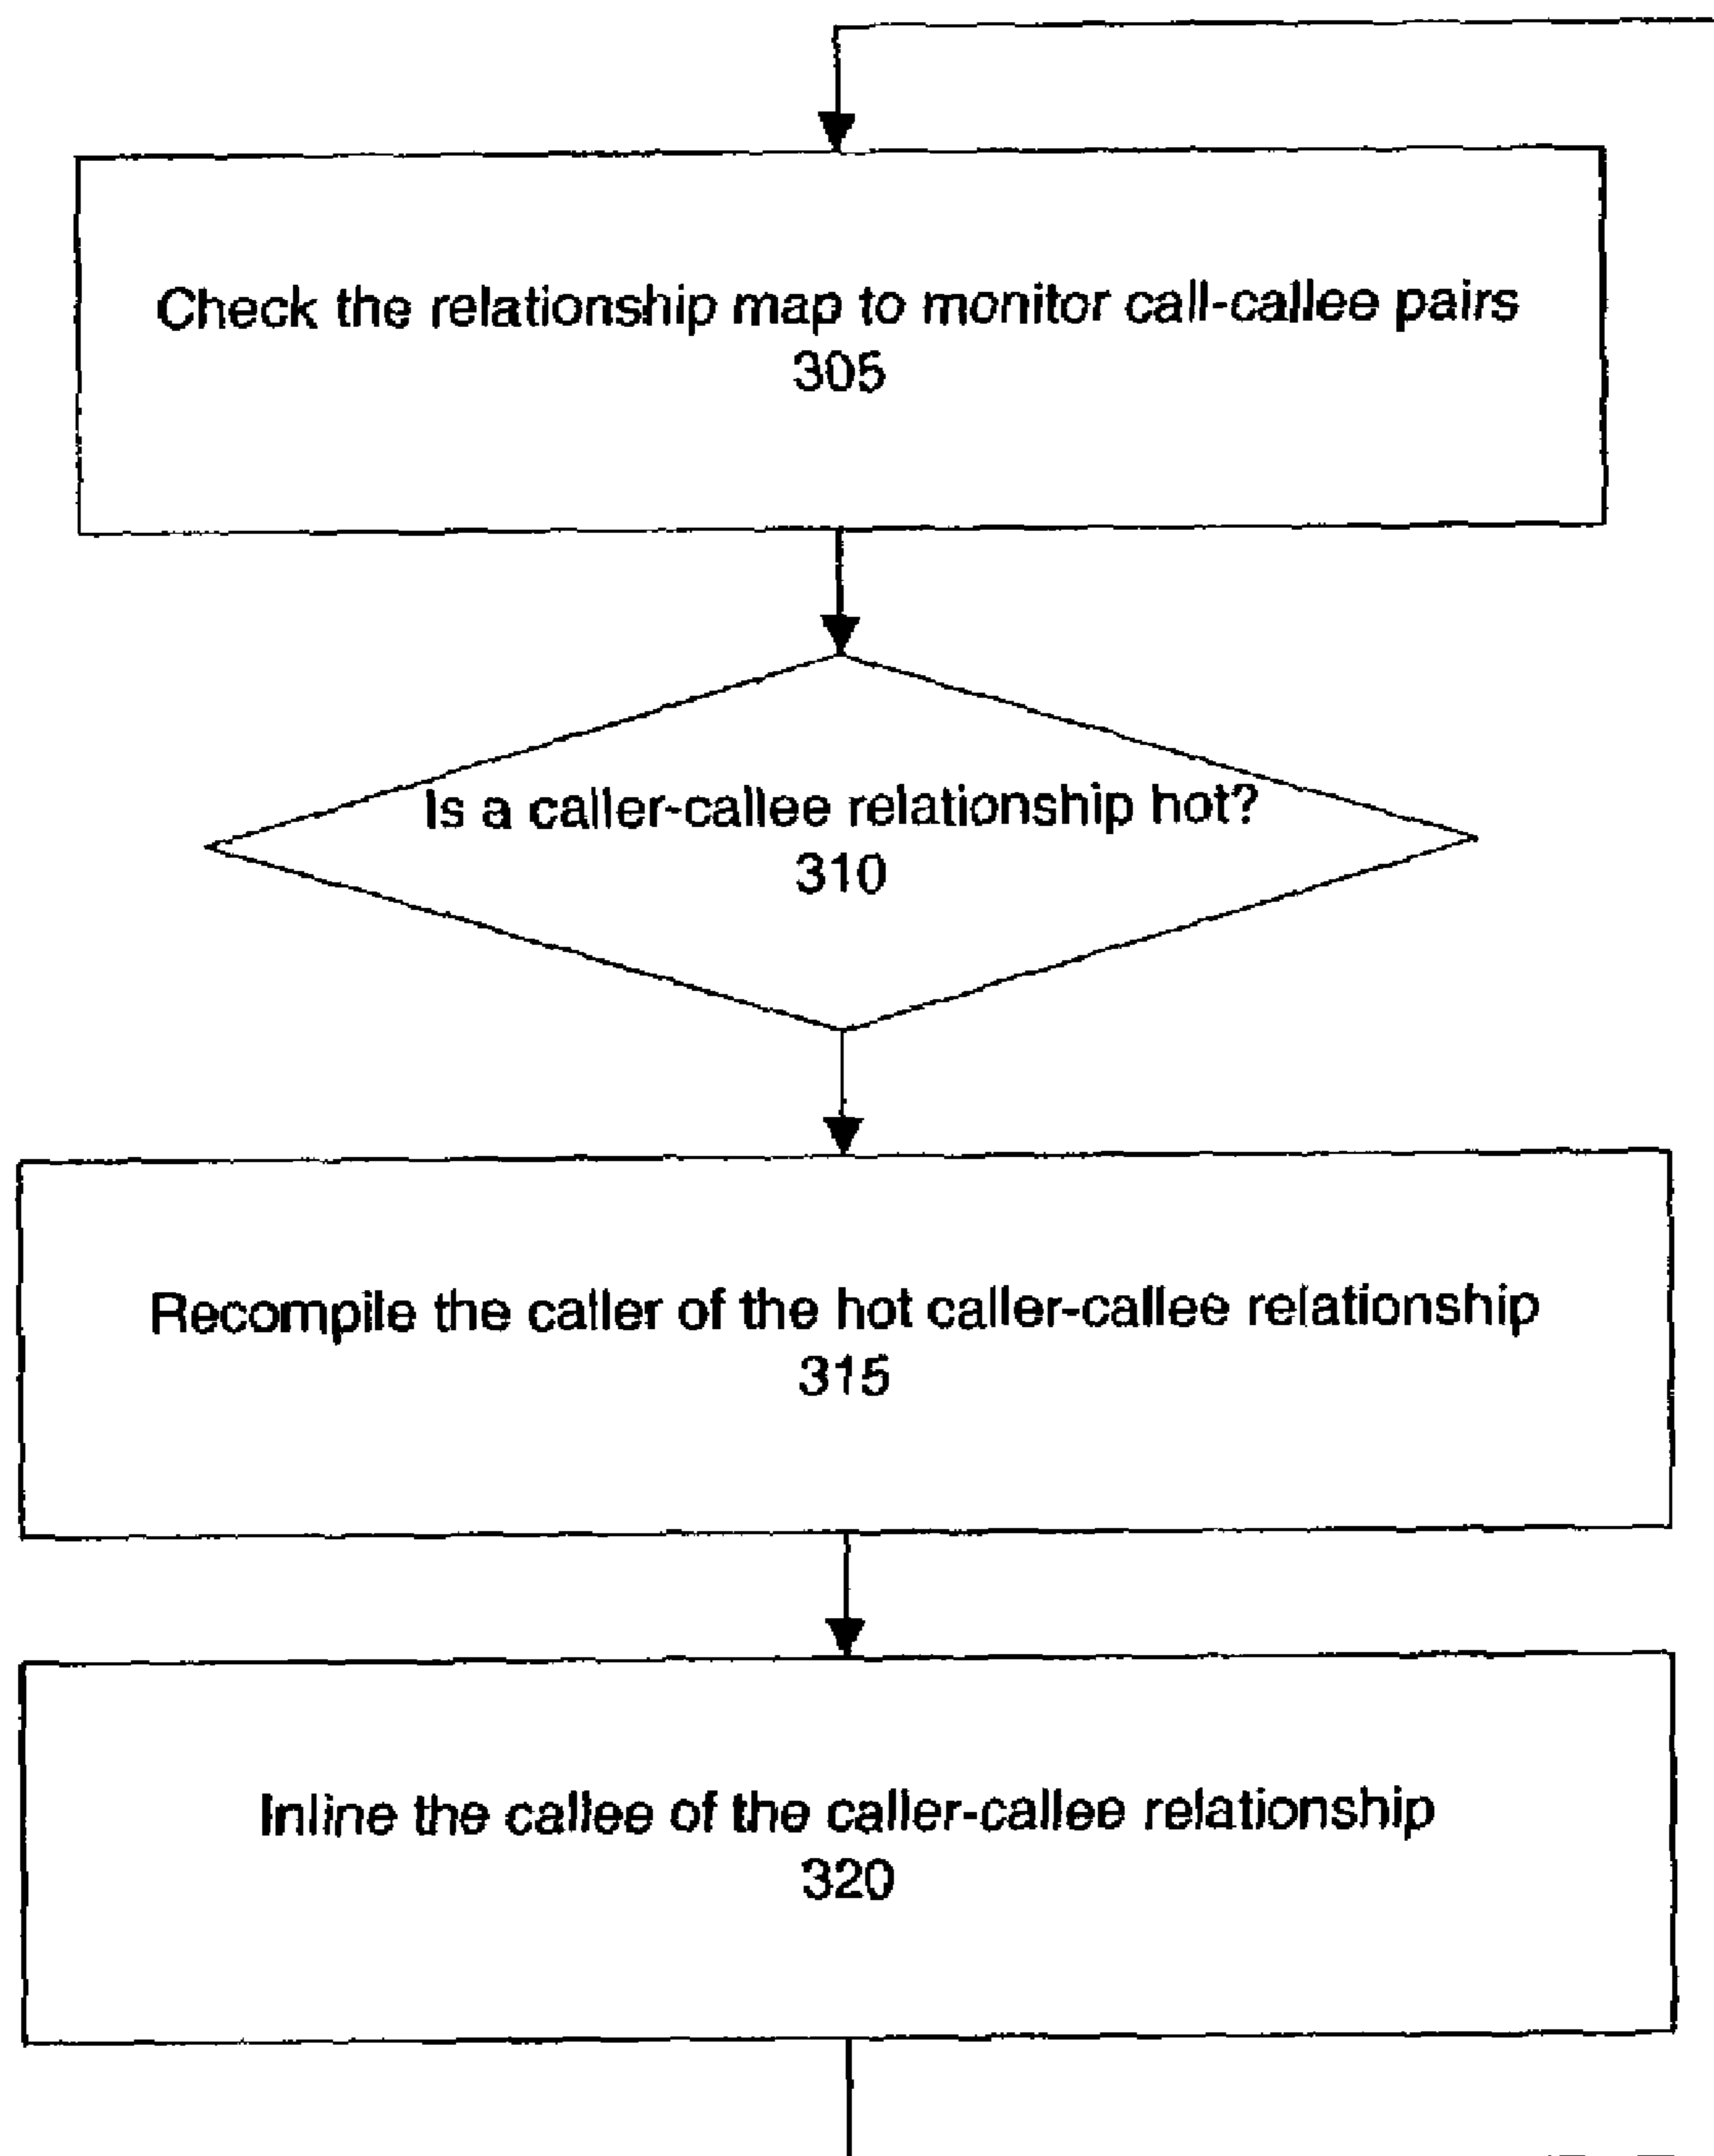 Check the relationship map to monitor call-callee pairs
305
Is a caller-callee relationship hot?
310
Recompile the caller of the hot caller-callee relationship
315
Inline the callee of the caller-callee relationship
320